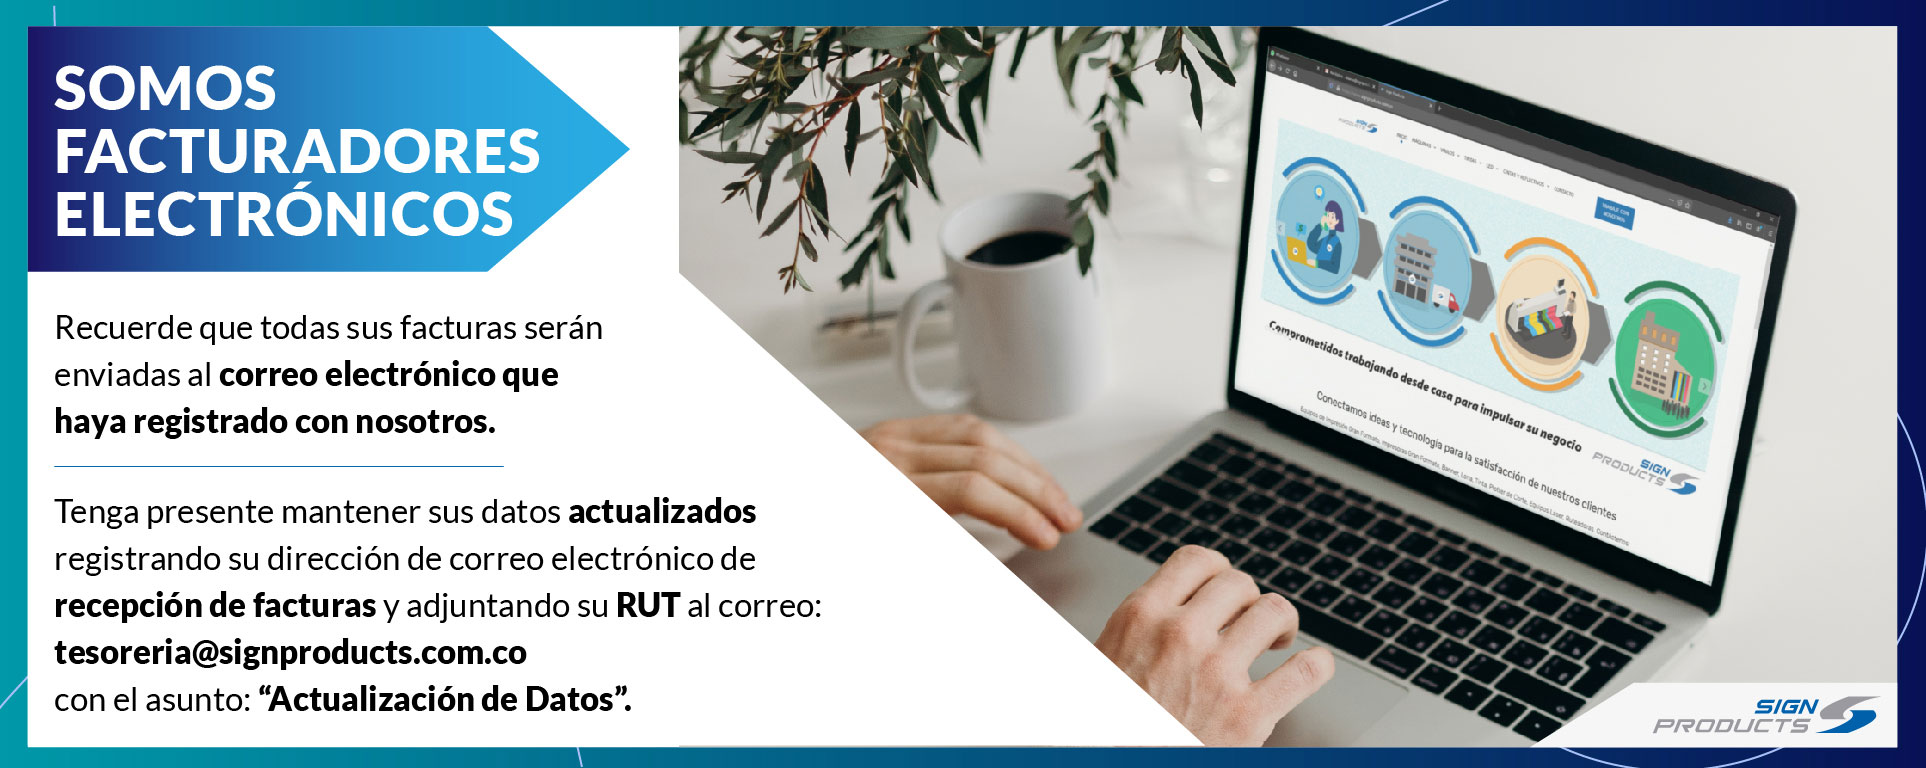 SOMOS
FACTURADORES
ELECTRÓNICOS
Recuerde que todas sus facturas serán
enviadas al correo electrónico que
haya registrado con nosotros.
Tenga presente mantener sus datos actualizados
registrando su dirección de correo electrónico de
recepción de facturas y adjuntando su RUT al correo:
tesoreria@signproducts.com.co
con el asunto: “Actualización de Datos”.
SIGN
PRODUCTS
Comprometidos trabajando desde casa para impulsar su negocio
SIGN
PRODUCTS
Conectamos ideas y tecnología para la satisfacción de nuestros clientes
SIGN
PRODUCTS